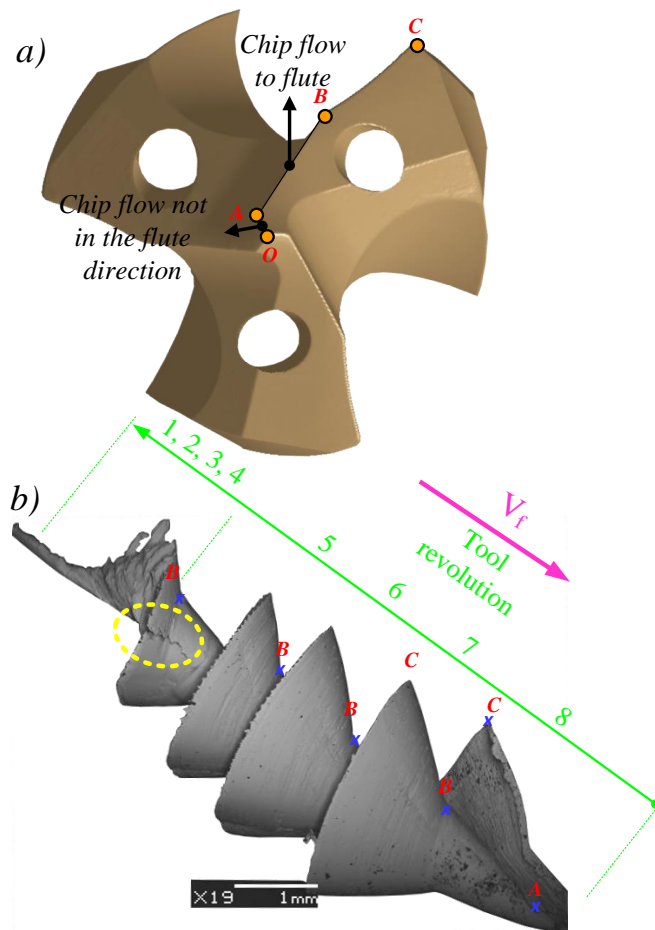 a)
Chip flow
to flute
C
B
A
Chip flow not
in the flute
direction
O
b)
1, 2, 3, 4
5
6
7
8
Vf
Tool
revolution
B
B
B
C
C
B
A
x
x
x
x
x
x
X19
1mm